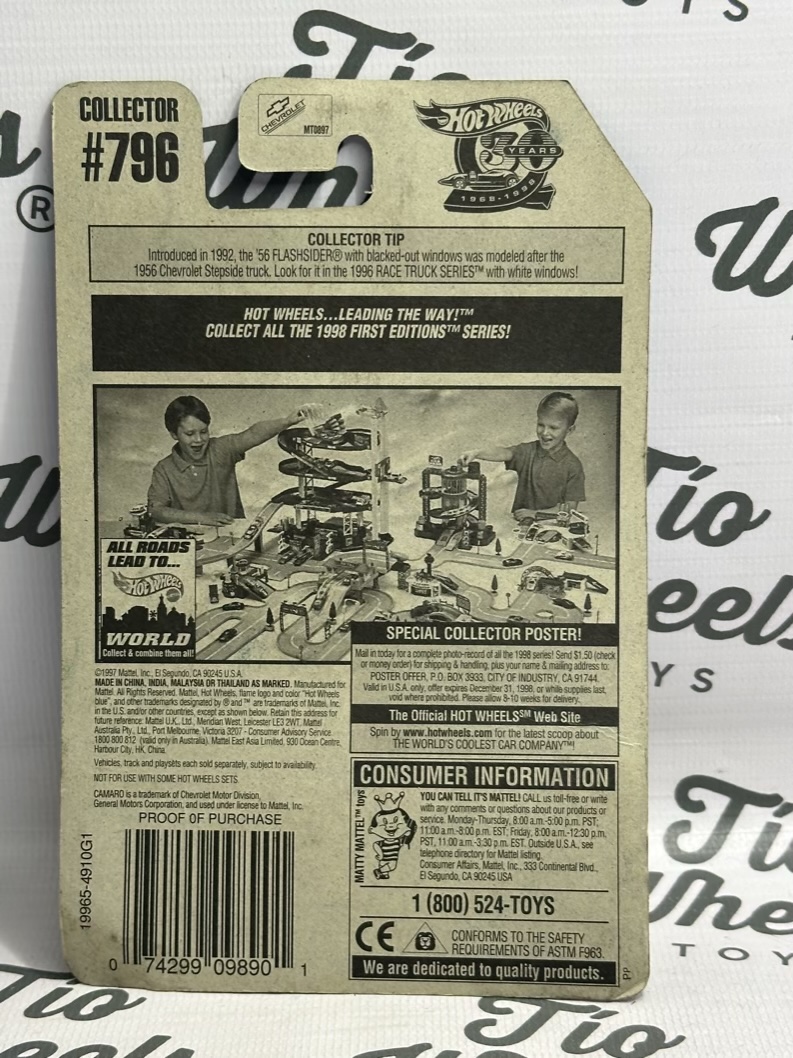 COLLECTOR
#796
CHEVROLET
MT0897
Hot Wheels
30
YEARS
1968-1998
COLLECTOR TIP
Introduced in 1992, the '56 FLASHSIDER® with blacked-out windows was modeled after the
1956 Chevrolet Stepside truck. Look for it in the 1996 RACE TRUCK SERIES™ with white windows!
HOT WHEELS...LEADING THE WAY!™
COLLECT ALL THE 1998 FIRST EDITIONS™ SERIES!
ALL ROADS
LEAD TO...
Hot Wheels
WORLD
Collect & combine them all!
©1997 Mattel, Inc., El Segundo, CA 90245 U.S.A.
MADE IN CHINA, INDIA, MALAYSIA OR THAILAND AS MARKED. Manufactured for
Mattel. All Rights Reserved. Mattel, Hot Wheels, flame logo and color "Hot Wheels
blue", and other trademarks designated by ® and ™ are trademarks of Mattel, Inc.
in the U.S. and/or other countries, except as shown below. Retain this address for
future reference: Mattel U.K., Ltd., Meridian West, Leicester LE3 2WT. Mattel
Australia Pty., Ltd., Port Melbourne, Victoria 3207 - Consumer Advisory Service
1800 800 812 (valid only in Australia). Mattel East Asia Limited, 930 Ocean Centre,
Harbour City, HK, China.
Vehicles, track and playsets each sold separately, subject to availability.
NOT FOR USE WITH SOME HOT WHEELS SETS.
CAMARO is a trademark of Chevrolet Motor Division,
General Motors Corporation, and used under license to Mattel, Inc.
PROOF OF PURCHASE
19965-4910G1
0 74299 09890 1
SPECIAL COLLECTOR POSTER!
Mail in today for a complete photo-record of all the 1998 series! Send $1.50 (check
or money order) for shipping & handling, plus your name & mailing address to:
POSTER OFFER, P.O. BOX 3933, CITY OF INDUSTRY, CA 91744.
Valid in U.S.A. only, offer expires December 31, 1998, or while supplies last,
void where prohibited. Please allow 8-10 weeks for delivery.
The Official HOT WHEELS℠ Web Site
Spin by www.hotwheels.com for the latest scoop about
THE WORLD'S COOLEST CAR COMPANY™!
CONSUMER INFORMATION
MATTY MATTEL™ toys
YOU CAN TELL IT'S MATTEL! CALL us toll-free or write
with any comments or questions about our products or
service. Monday-Thursday, 8:00 a.m.-5:00 p.m. PST;
11:00 a.m.-8:00 p.m. EST; Friday, 8:00 a.m.-12:30 p.m.
PST, 11:00 a.m.-3:30 p.m. EST. Outside U.S.A., see
telephone directory for Mattel listing.
Consumer Affairs, Mattel, Inc., 333 Continental Blvd.,
El Segundo, CA 90245 USA
1 (800) 524-TOYS
CE
CONFORMS TO THE SAFETY
REQUIREMENTS OF ASTM F963.
We are dedicated to quality products.
PP
Tio
Wh
®
W
Tio
eels
YS
Tio
Whe
TOY
Tio
eels
Tio
Wheels